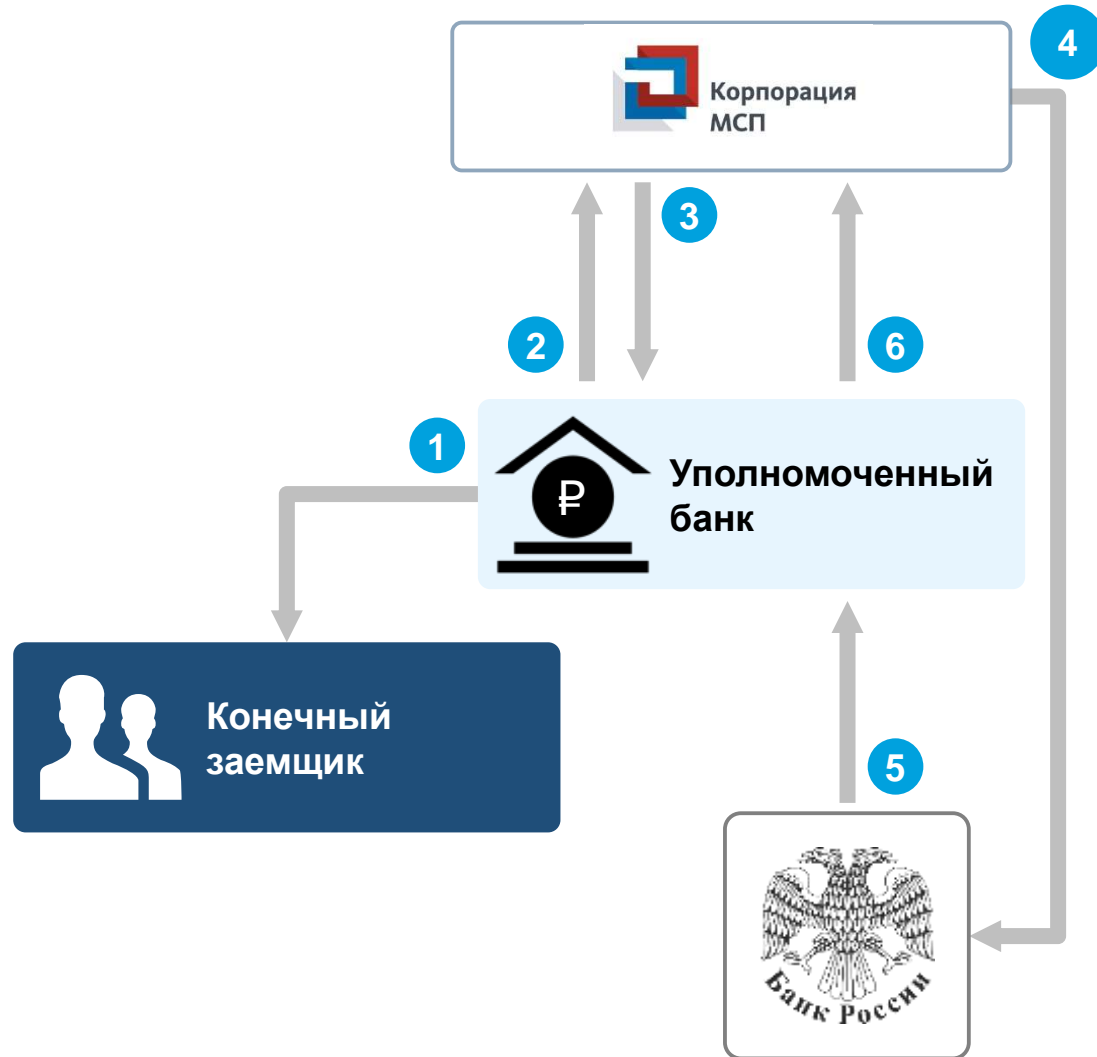 4
Корпорация
МСП
3
2
6
1
₽
Уполномоченный
банк
Конечный
заемщик
5
Банк России